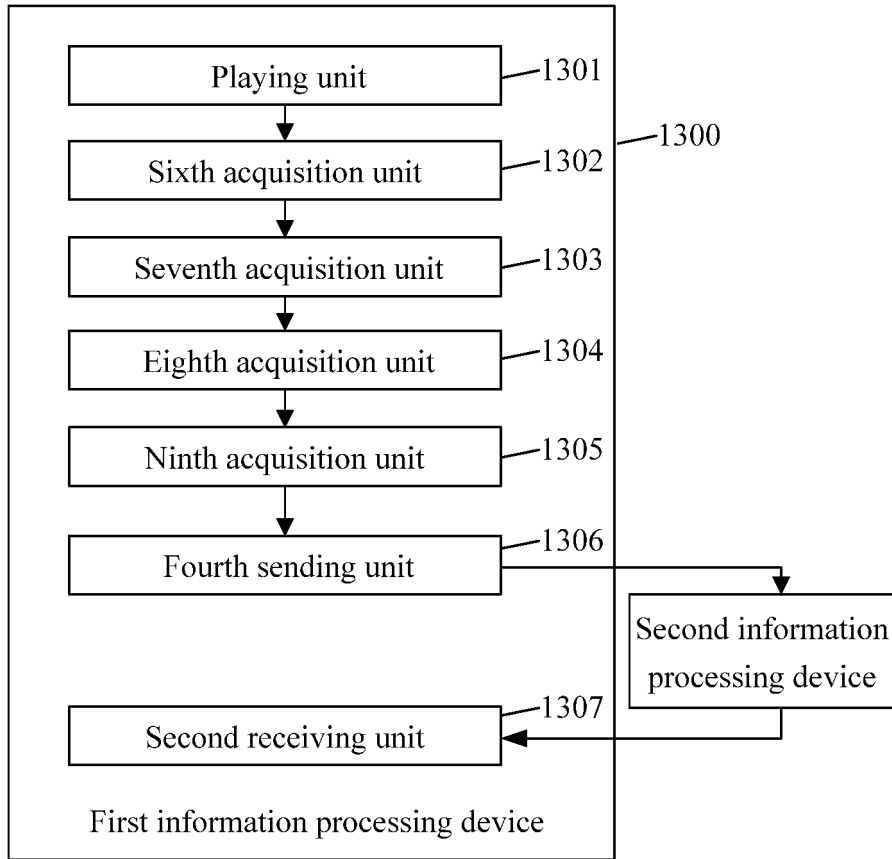 Playing unit
1301
1300
Sixth acquisition unit
1302
Seventh acquisition unit
1303
Eighth acquisition unit
1304
Ninth acquisition unit
1305
Fourth sending unit
1306
Second information
processing device
Second receiving unit
1307
First information processing device